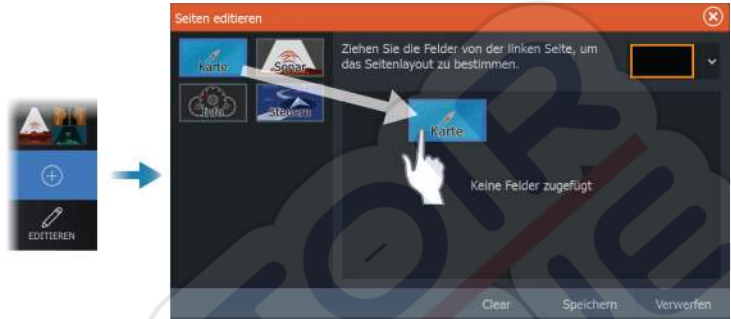 Seiten editieren
Karte
Sonar
Ziehen Sie die Felder von der linken Seite, um
das Seitenlayout zu bestimmen.
Info
Steuern
Karte
Keine Felder zugefügt
EDITIEREN
Clear
Speichern
Verwerfen